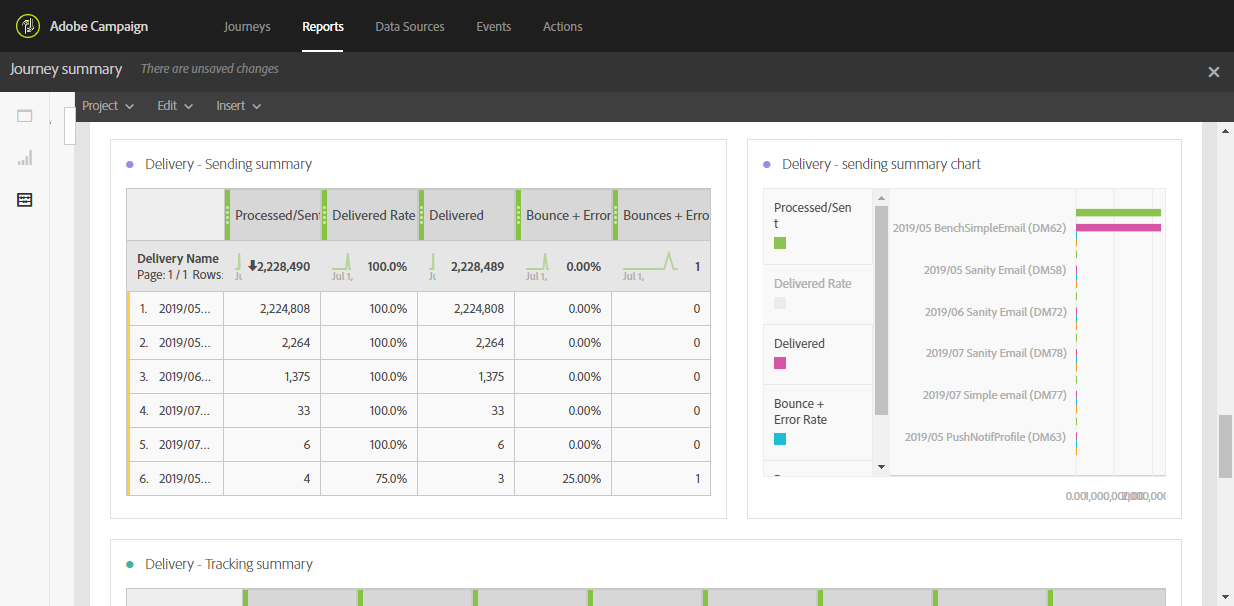 Adobe Campaign Journeys Reports Data Sources Events Actions
Journey summary There are unsaved changes
Project Edit Insert
Delivery - Sending summary
Processed/Sent Delivered Rate Delivered Bounce + Error Bounces + Erro
Delivery Name
Page: 1 / 1 Rows:
Jul 1, 2,228,490 Jul 1, 100.0% 2,228,489 Jul 1, 0.00% Jul 1, 1
1. 2019/05... 2,224,808 100.0% 2,224,808 0.00% 0
2. 2019/05... 2,264 100.0% 2,264 0.00% 0
3. 2019/06... 1,375 100.0% 1,375 0.00% 0
4. 2019/07... 33 100.0% 33 0.00% 0
5. 2019/07... 6 100.0% 6 0.00% 0
6. 2019/05... 4 75.0% 3 25.00% 1
Delivery - sending summary chart
Processed/Sen
t
Delivered Rate
Delivered
Bounce +
Error Rate
2019/05 BenchSimpleEmail (DM62)
2019/05 Sanity Email (DM58)
2019/06 Sanity Email (DM72)
2019/07 Sanity Email (DM78)
2019/07 Simple email (DM77)
2019/05 PushNotifProfile (DM63)
Delivery - Tracking summary